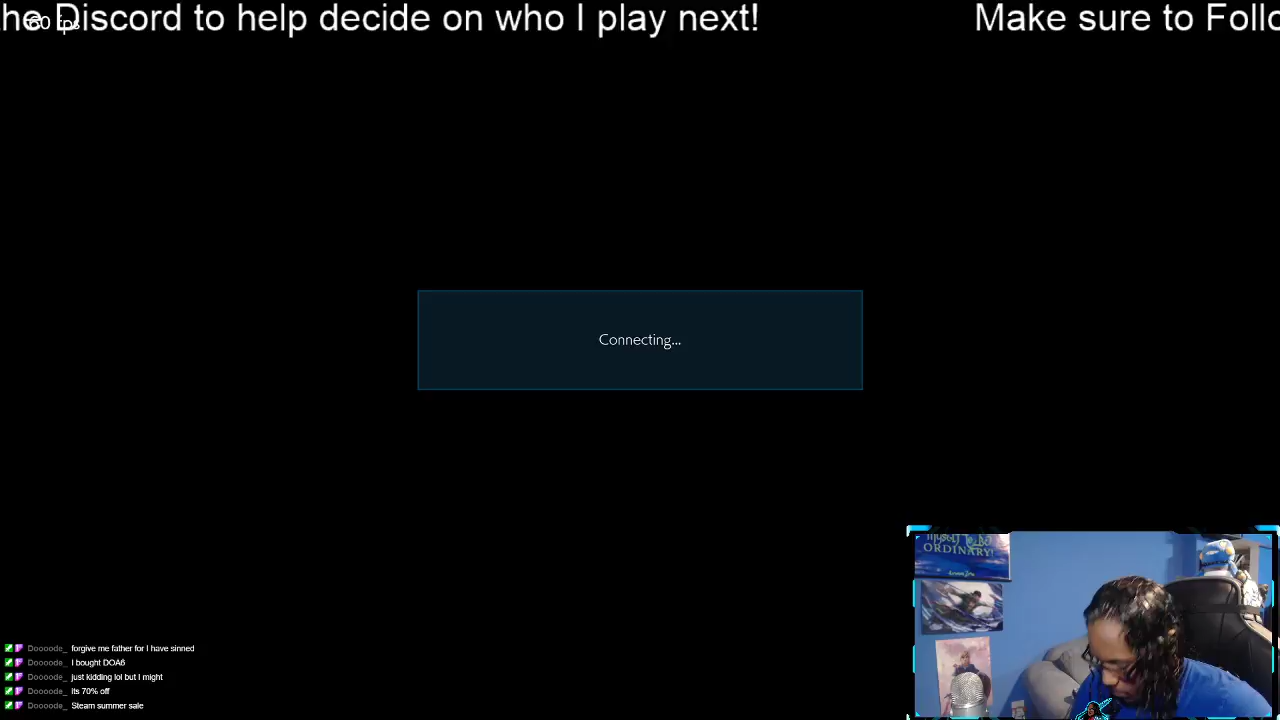 he Discord to help decide on who I play next! Make sure to Follo
60 fps
Connecting...
ORDINARY!
Doooode_ forgive me father for I have sinned
Doooode_ I bought DOA6
Doooode_ just kidding lol but I might
Doooode_ its 70% off
Doooode_ Steam summer sale